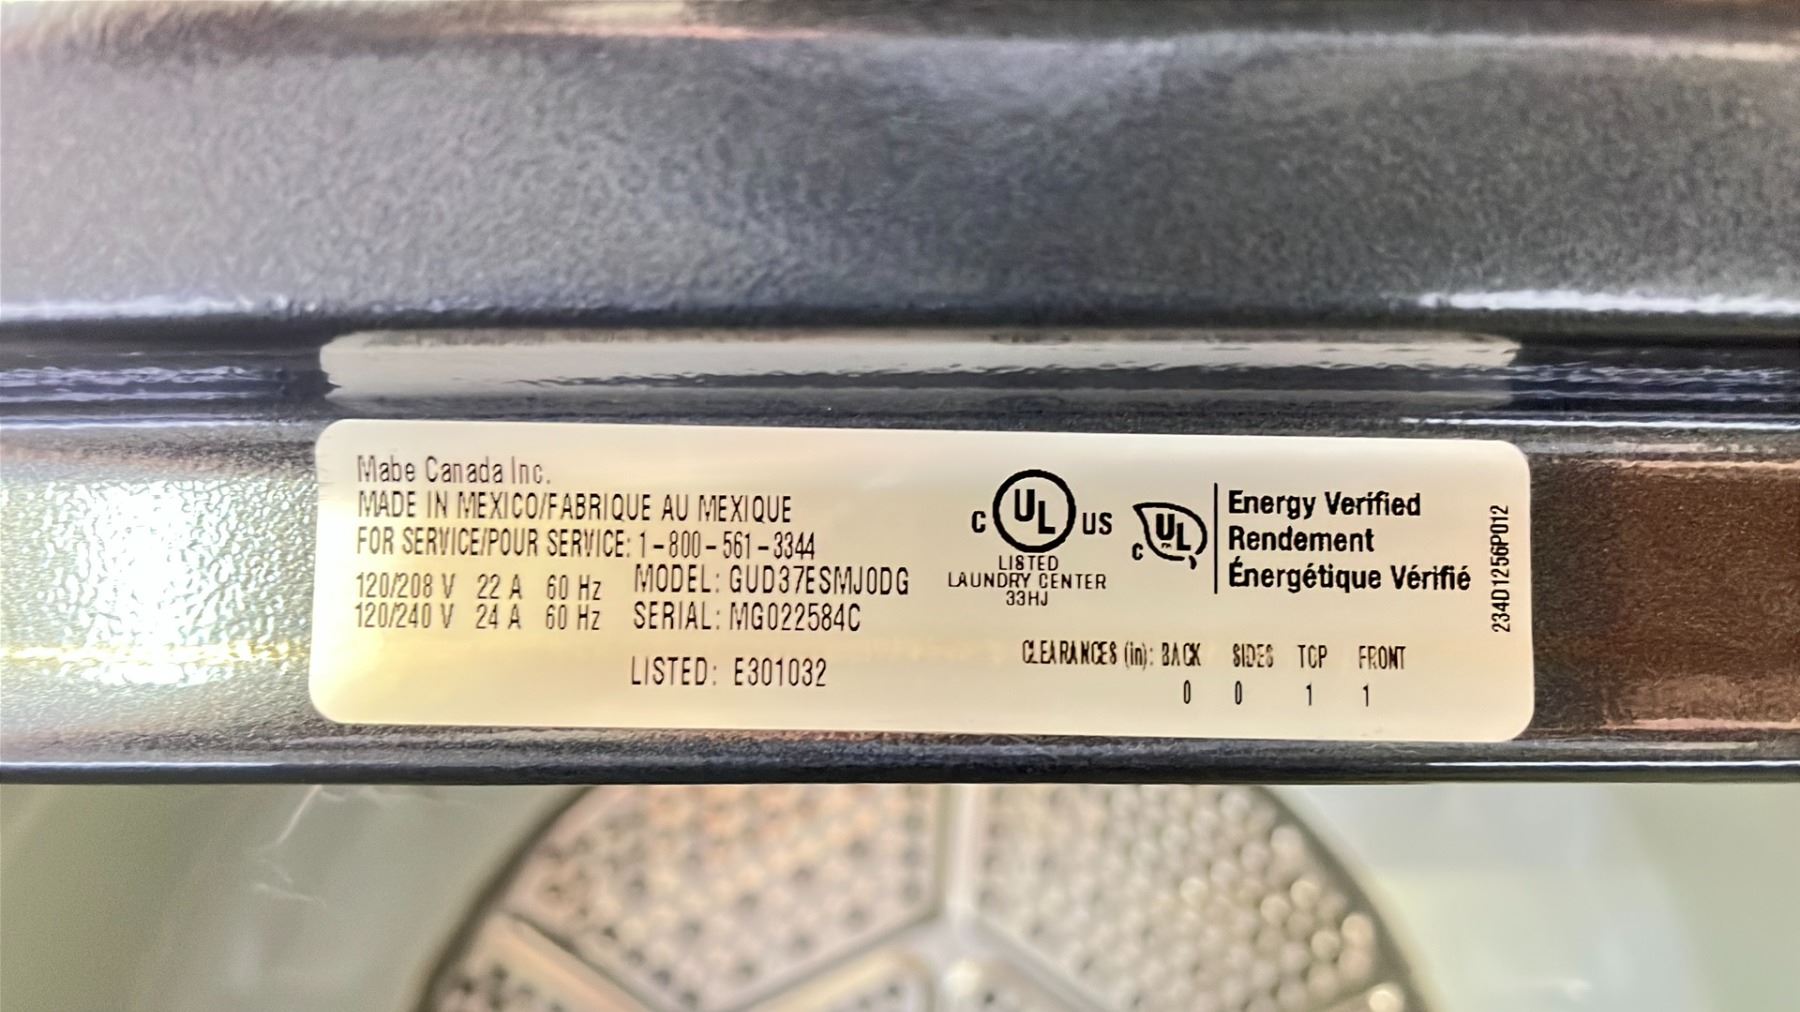 Mabe Canada Inc.
MADE IN MEXICO/FABRIQUE AU MEXIQUE
FOR SERVICE/POUR SERVICE: 1-800-561-3344
120/208 V 22 A 60 Hz MODEL: GUD37ESMJ0DG
120/240 V 24 A 60 Hz SERIAL: MG022584C
LISTED: E301032
C UL US
LISTED
LAUNDRY CENTER
33HJ
C UL
Energy Verified
Rendement
Énergétique Vérifié
CLEARANCES (in): BACK SIDES TOP FRONT
0 0 1 1
234D1256P012